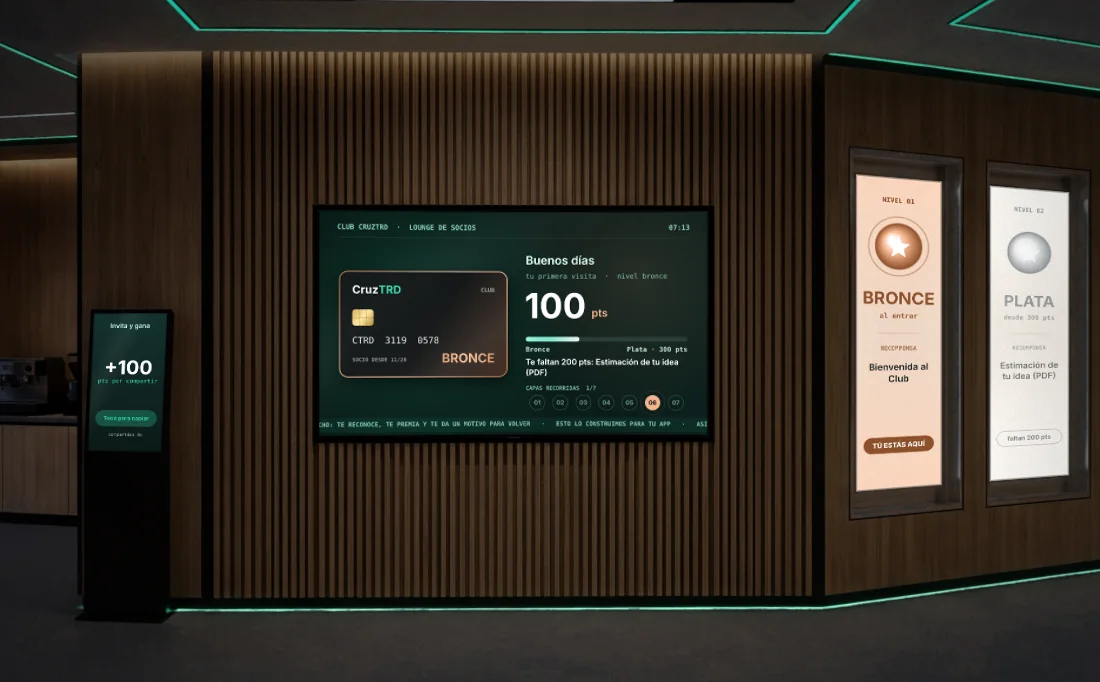 Invita y gana
+100
pts por compartir
Toca para copiar
CLUB CRUZTRD · LOUNGE DE SOCIOS
07:13
CruzTRD
CLUB
CTRD 3119 0578
SOCIO DESDE 11/26
BRONCE
Buenos días
tu primera visita · nivel bronce
100 pts
Bronce
Plata · 300 pts
Te faltan 200 pts: Estimación de tu idea
(PDF)
CAPAS RECORRIDAS 1/7
01 02 03 04 05 06 07
CHO: TE RECONOCE, TE PREMIA Y TE DA UN MOTIVO PARA VOLVER · ESTO LO CONSTRUIMOS PARA TU APP · ASÍ
NIVEL 01
BRONCE
al entrar
RECOMPENSA
Bienvenida al
Club
TÚ ESTÁS AQUÍ
NIVEL 02
PLATA
desde 300 pts
RECOMPENSA
Estimación de
tu idea (PDF)
faltan 200 pts